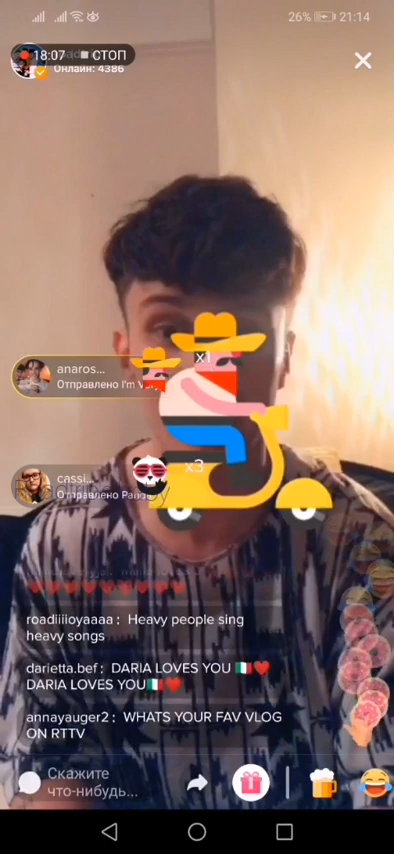 26% 21:14
18:07 СТОП
Онлайн: 4386
anaros...
Отправлено I'm
x1
cassi...
Отправлено Panda
x3
roadiiiioyaaaa: Heavy people sing
heavy songs
darietta.bef: DARIA LOVES YOU 🇮🇹❤️
DARIA LOVES YOU🇮🇹❤️
annayauger2: WHATS YOUR FAV VLOG
ON RTTV
Скажите
что-нибудь...